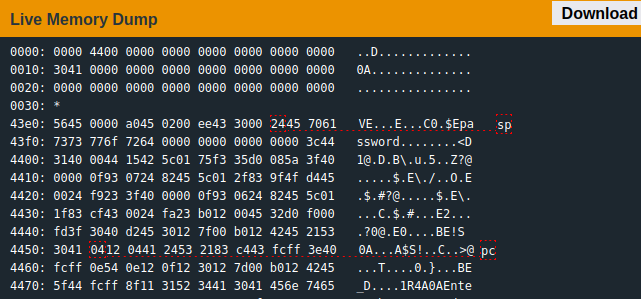 Live Memory Dump
Download
0000: 0000 4400 0000 0000 0000 0000 0000 0000 ..D.............
0010: 3041 0000 0000 0000 0000 0000 0000 0000 0A..............
0020: 0000 0000 0000 0000 0000 0000 0000 0000 ................
0030: *
43e0: 5645 0000 a045 0200 ee43 3000 2445 7061 VE...E...C0.$Epa sp
43f0: 7373 776f 7264 0000 0000 0000 0000 3c44 ssword........<D
4400: 3140 0044 1542 5c01 75f3 35d0 085a 3f40 1@.D.B\.u.5..Z?@
4410: 0000 0f93 0724 8245 5c01 2f83 9f4f d445 .....$.E\./..O.E
4420: 0024 f923 3f40 0000 0f93 0624 8245 5c01 .$.#?@.....$.E\.
4430: 1f83 cf43 0024 fa23 b012 0045 32d0 f000 ...C.$.#...E2...
4440: fd3f 3040 d245 3012 7f00 b012 4245 2153 .?0@.E0.....BE!S
4450: 3041 0412 0441 2453 2183 c443 fcff 3e40 0A...A$S!..C..>@ pc
4460: fcff 0e54 0e12 0f12 3012 7d00 b012 4245 ...T....0.}...BE
4470: 5f44 fcff 8f11 3152 3441 3041 456e 7465 _D....1R4A0AEnte